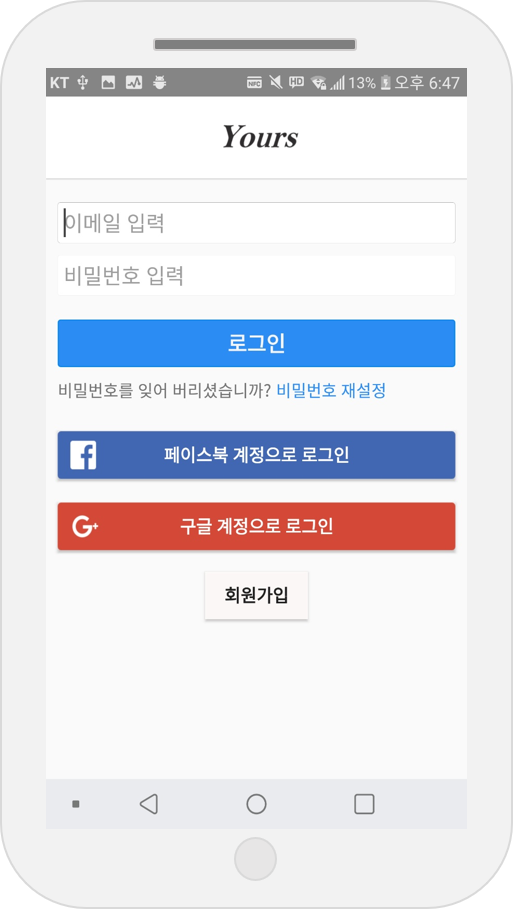 KT NFC HD 13% 오후 6:47
Yours
이메일 입력
비밀번호 입력
로그인
비밀번호를 잊어 버리셨습니까? 비밀번호 재설정
페이스북 계정으로 로그인
G+ 구글 계정으로 로그인
회원가입